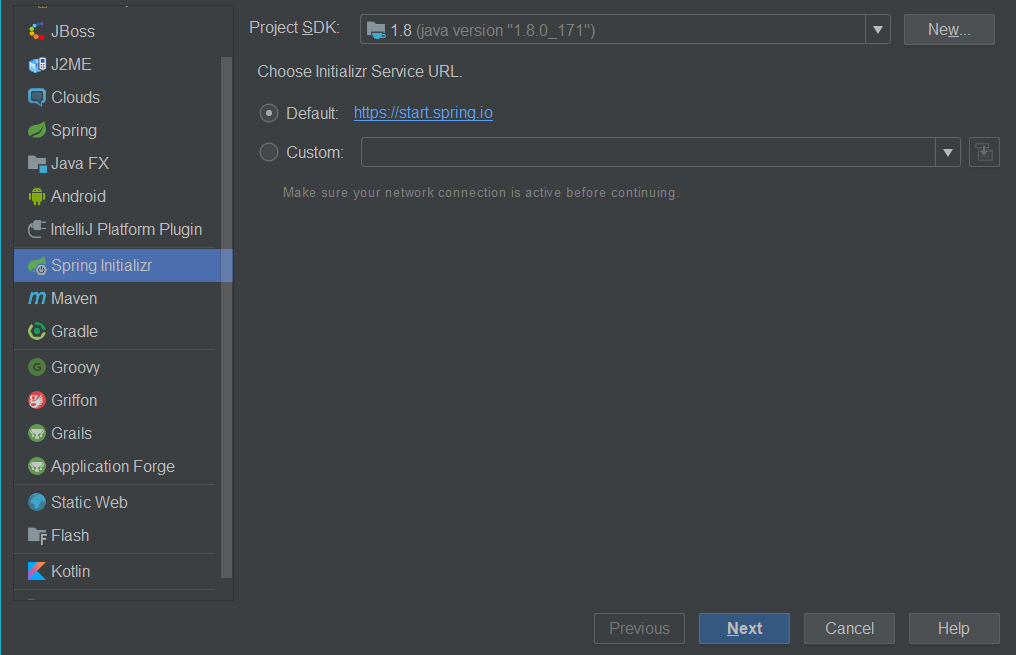 JBoss
J2ME
Clouds
Spring
Java FX
Android
IntelliJ Platform Plugin
Spring Initializr
Maven
Gradle
Groovy
Griffon
Grails
Application Forge
Static Web
Flash
Kotlin
Project SDK: 1.8 (java version "1.8.0_171") New...
Choose Initializr Service URL.
Default: https://start.spring.io
Custom:
Make sure your network connection is active before continuing.
Previous Next Cancel Help